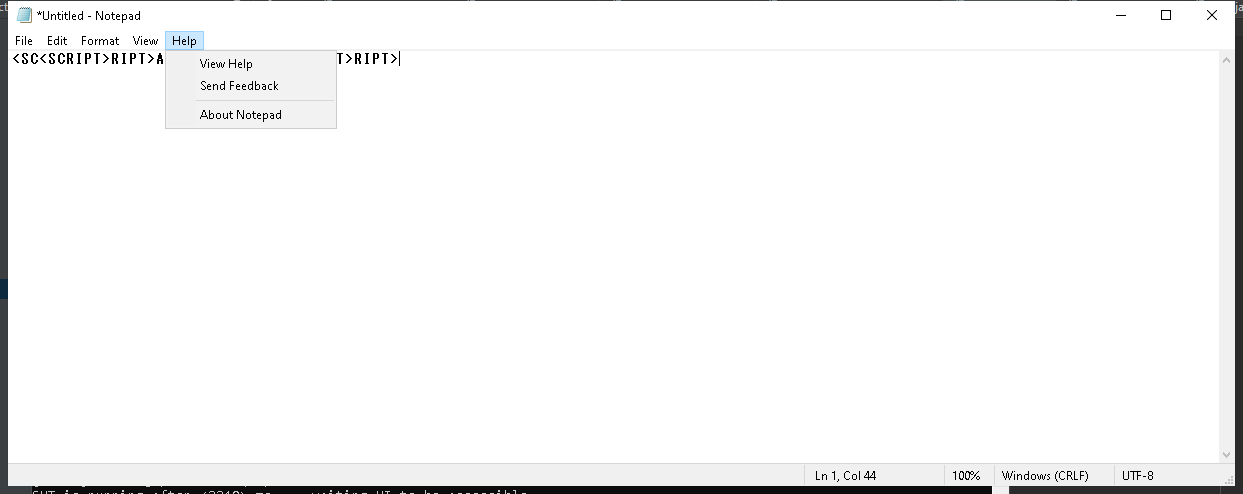 *Untitled - Notepad
File Edit Format View Help
<SC<SCRIPT>RIPT>A T>RIPT>
View Help
Send Feedback
About Notepad
Ln 1, Col 44 100% Windows (CRLF) UTF-8